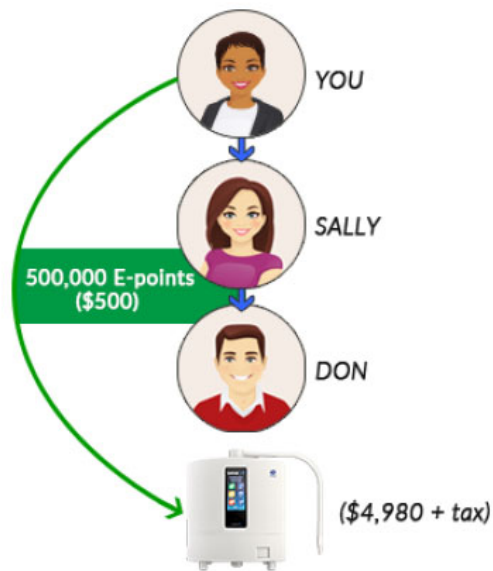 YOU
SALLY
500,000 E-points
($500)
DON
($4,980 + tax)